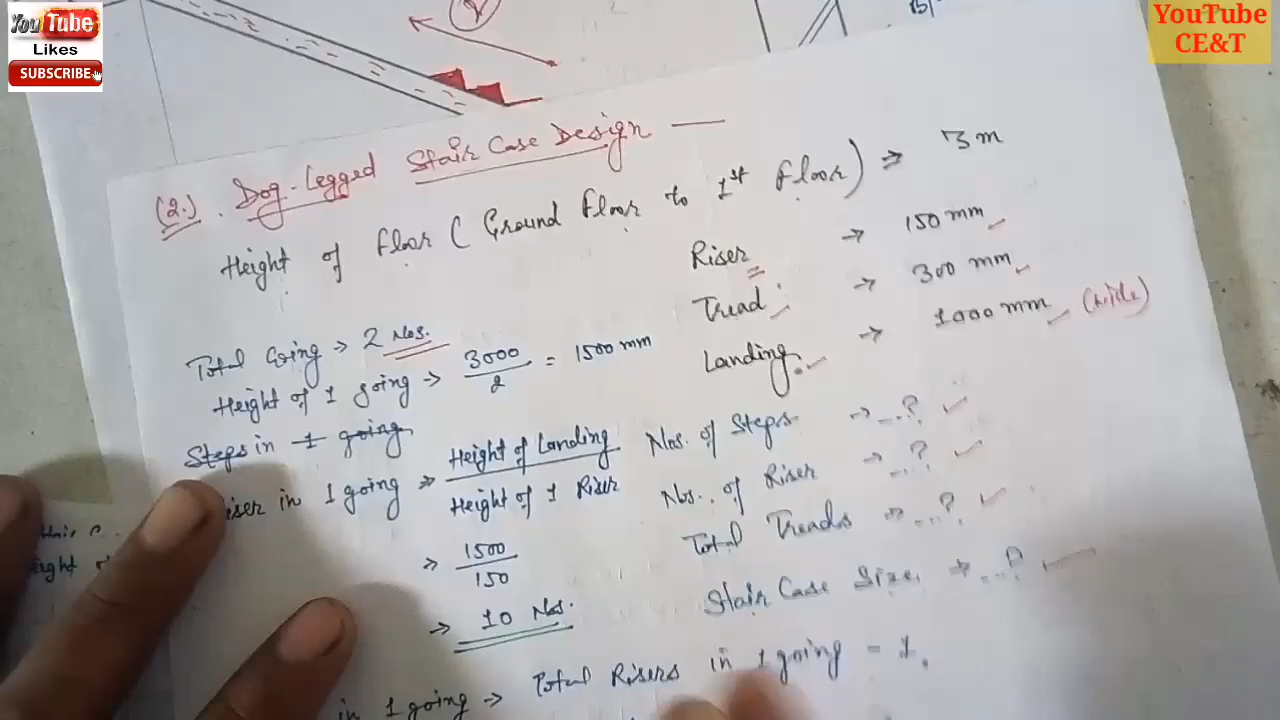 You Tube
Likes
SUBSCRIBE
YouTube
CE&T
(2.) Dog-Legged Stair Case Design —
Height of Floor ( Ground Floor to 1st Floor) ⇒ 3m
Riser → 150 mm
Tread → 300 mm
Landing → 1000 mm (wide)
Total Going → 2 Nos.
Height of 1 going → 3000/2 = 1500 mm
Steps in 1 going
Riser in 1 going ⇒ Height of Landing / Height of 1 Riser
⇒ 1500/150
⇒ 10 Nos.
Nos. of Steps → ...?
Nos. of Riser → ...?
Total Treads → ...?
Stair Case Size → ...?
in 1 going → Total Risers in 1 going - 1.